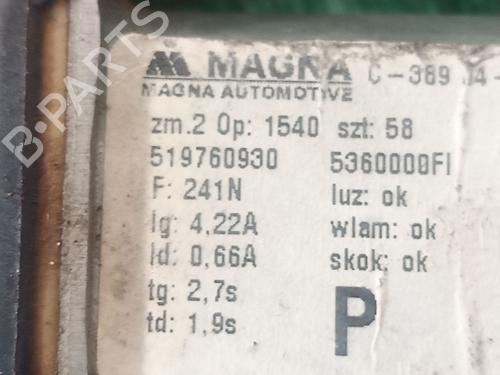 MAGNA C-389 J4-
MAGNA AUTOMOTIVE
zm.2 Op: 1540 szt: 58
519760930 5360000FI
F: 241N luz: ok
Ig: 4,22A wlam: ok
Id: 0,66A skok: ok
tg: 2,7s
td: 1,9s
P
B-PARTS